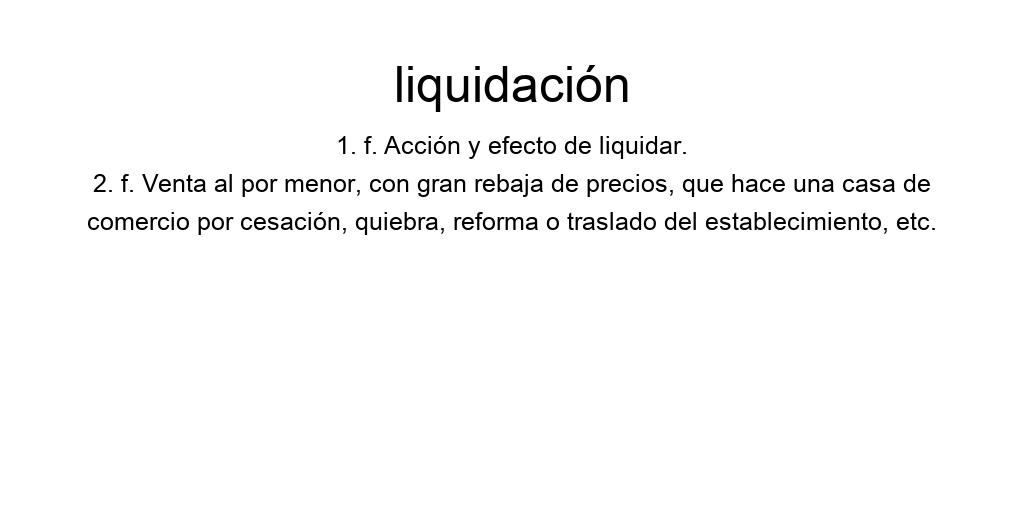 liquidación
1. f. Acción y efecto de liquidar.
2. f. Venta al por menor, con gran rebaja de precios, que hace una casa de
comercio por cesación, quiebra, reforma o traslado del establecimiento, etc.